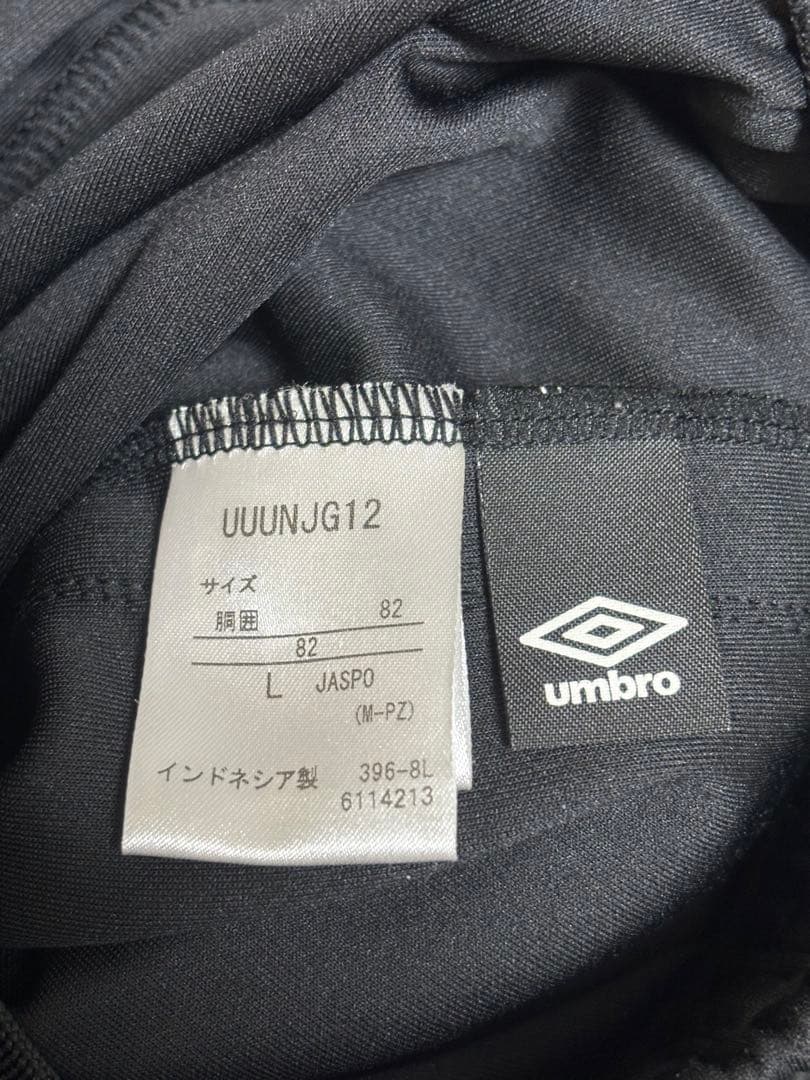 UUUNJG12
サイズ
胴囲 82
82
L JASPO
(M-PZ)
インドネシア製 396-8L
6114213
umbro